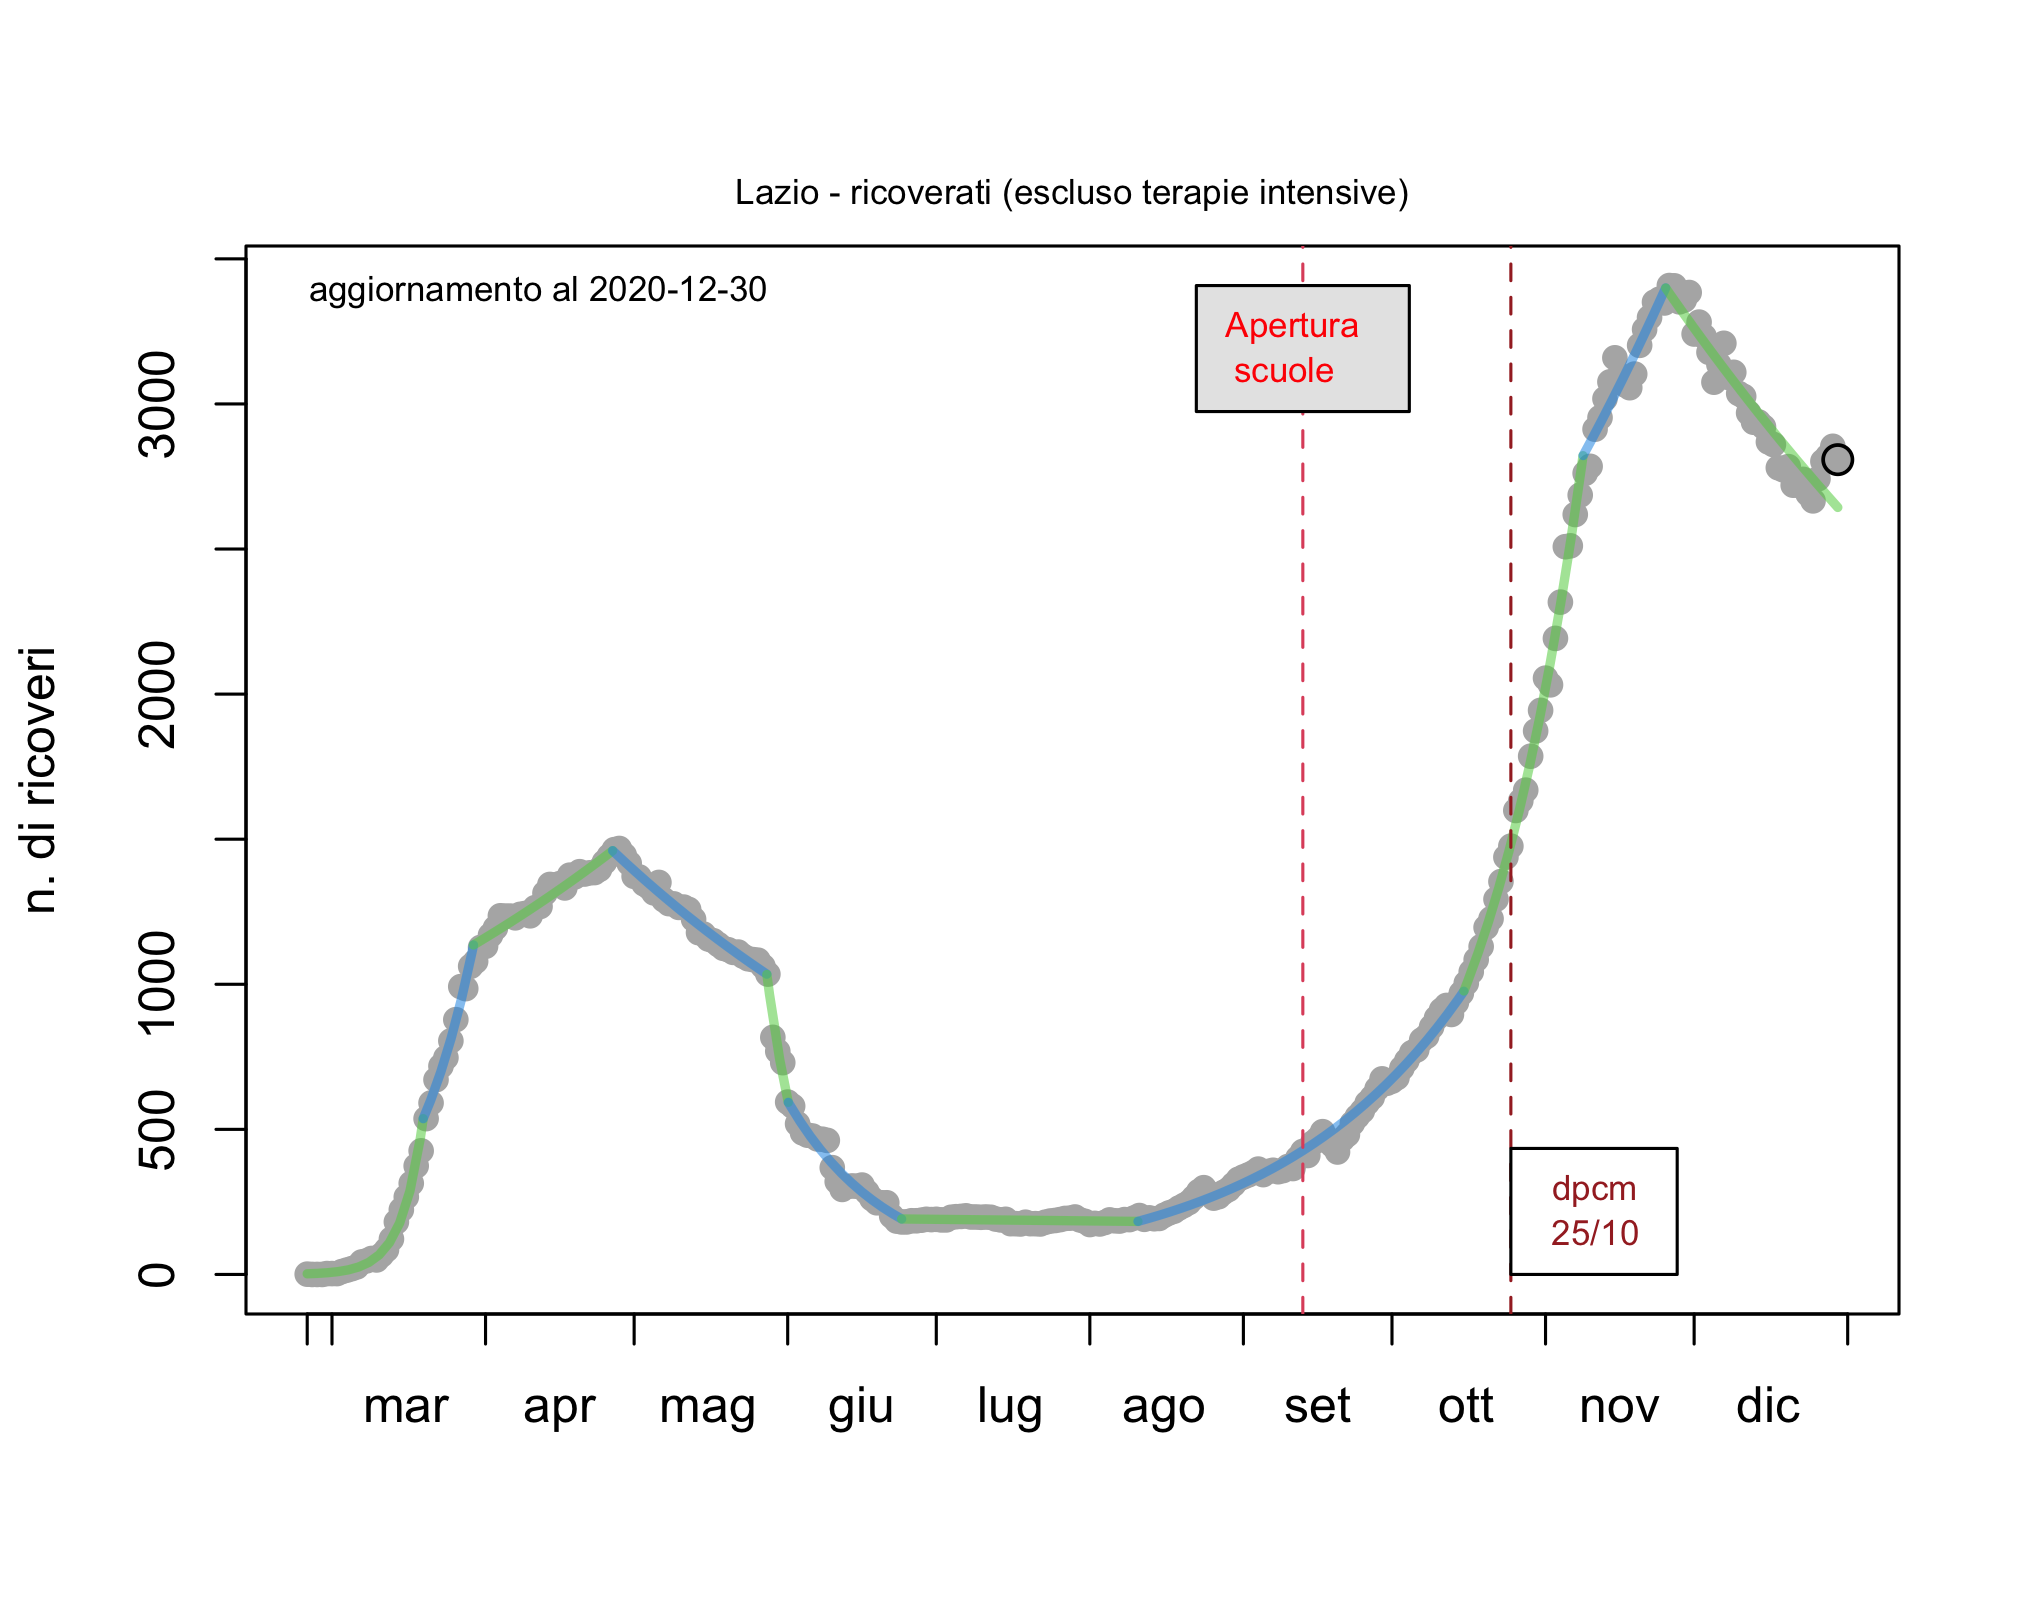 Lazio - ricoverati (escluso terapie intensive)
aggiornamento al 2020-12-30
Apertura
scuole
dpcm
25/10
n. di ricoveri
3000
2000
1000
500
0
mar apr mag giu lug ago set ott nov dic